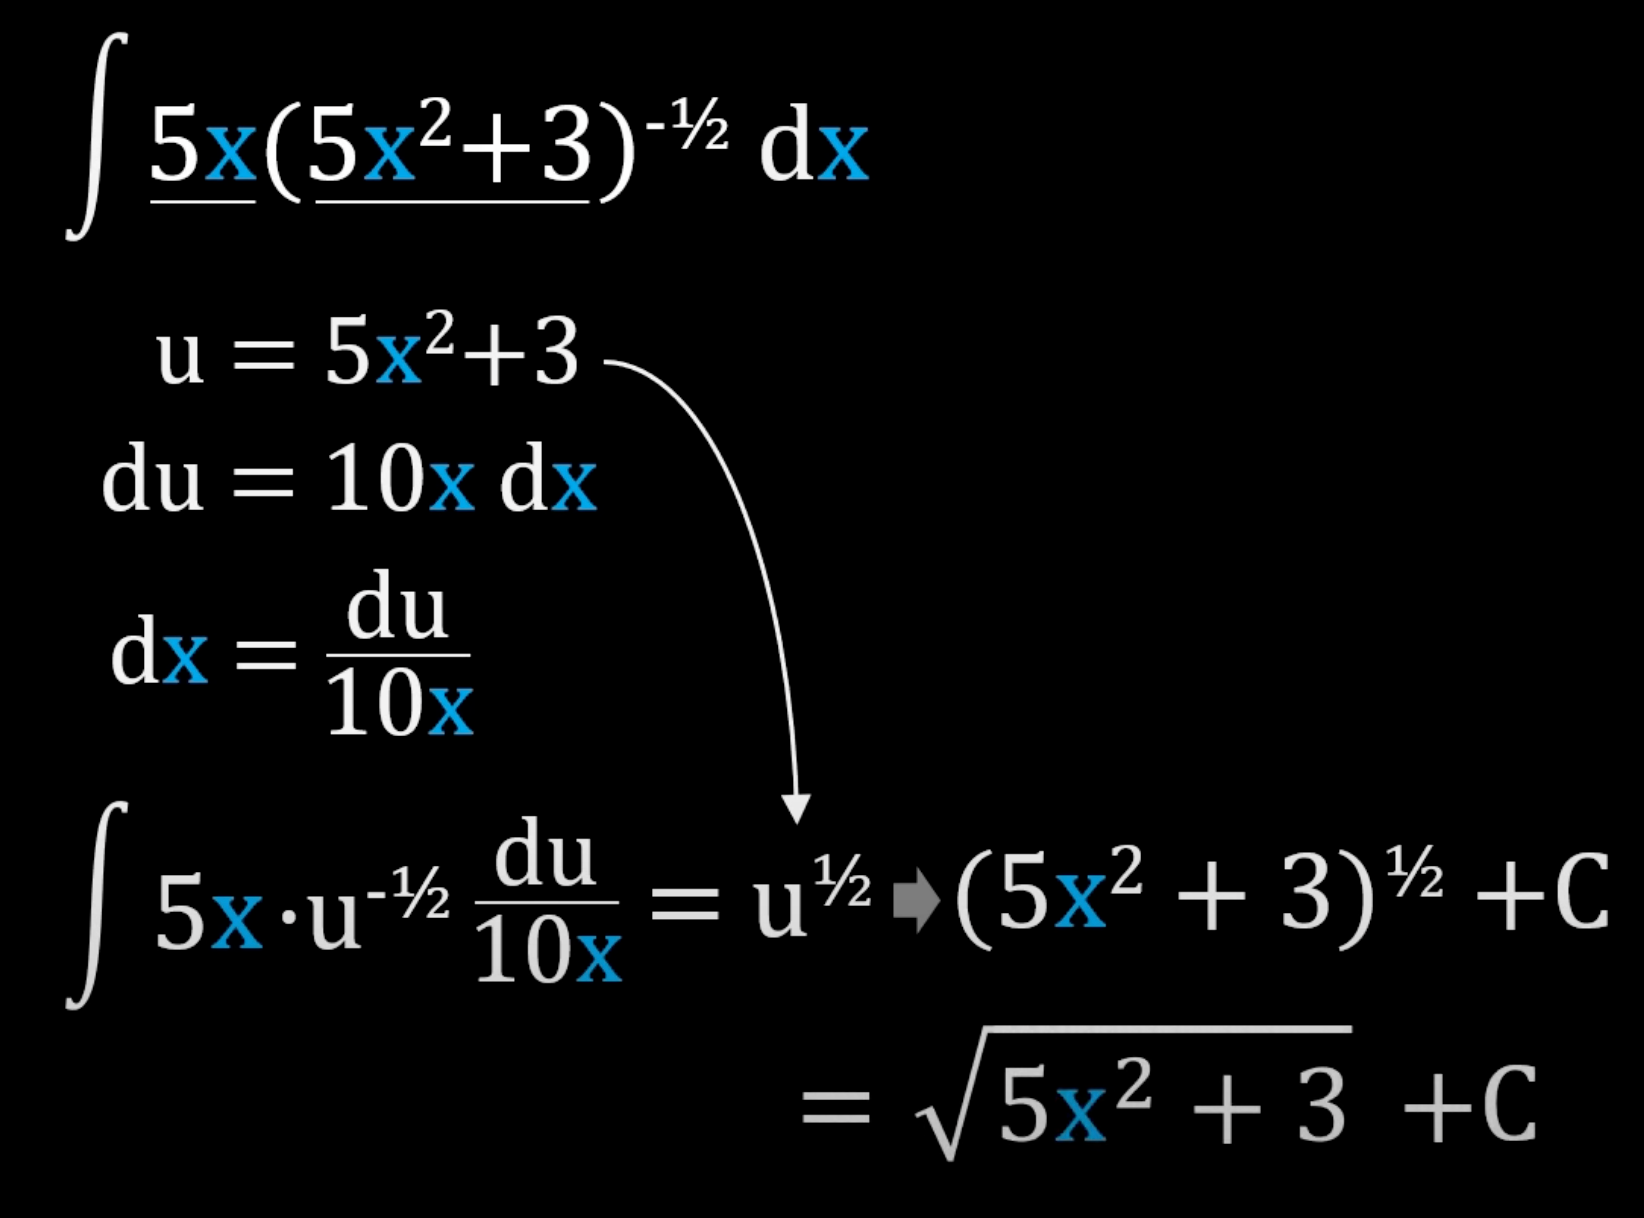 ∫ 5x(5x²+3)^-½ dx
u = 5x²+3
du = 10x dx
dx = du/10x
∫ 5x·u^-½ du/10x = u^½ ➡ (5x² + 3)^½ +C
= √(5x² + 3) +C